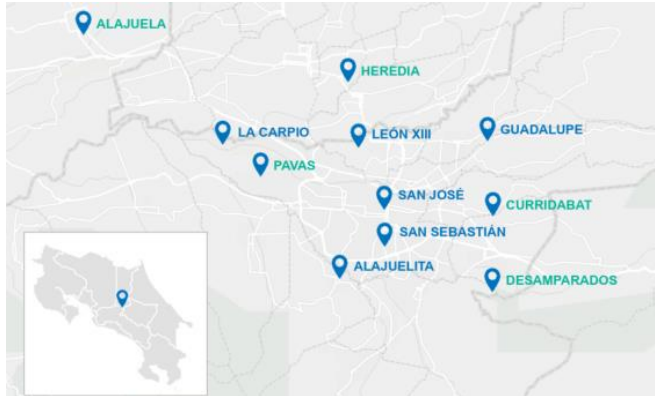 ALAJUELA
HEREDIA
LA CARPIO
LEÓN XIII
GUADALUPE
PAVAS
SAN JOSÉ
CURRIDABAT
SAN SEBASTIÁN
ALAJUELITA
DESAMPARADOS